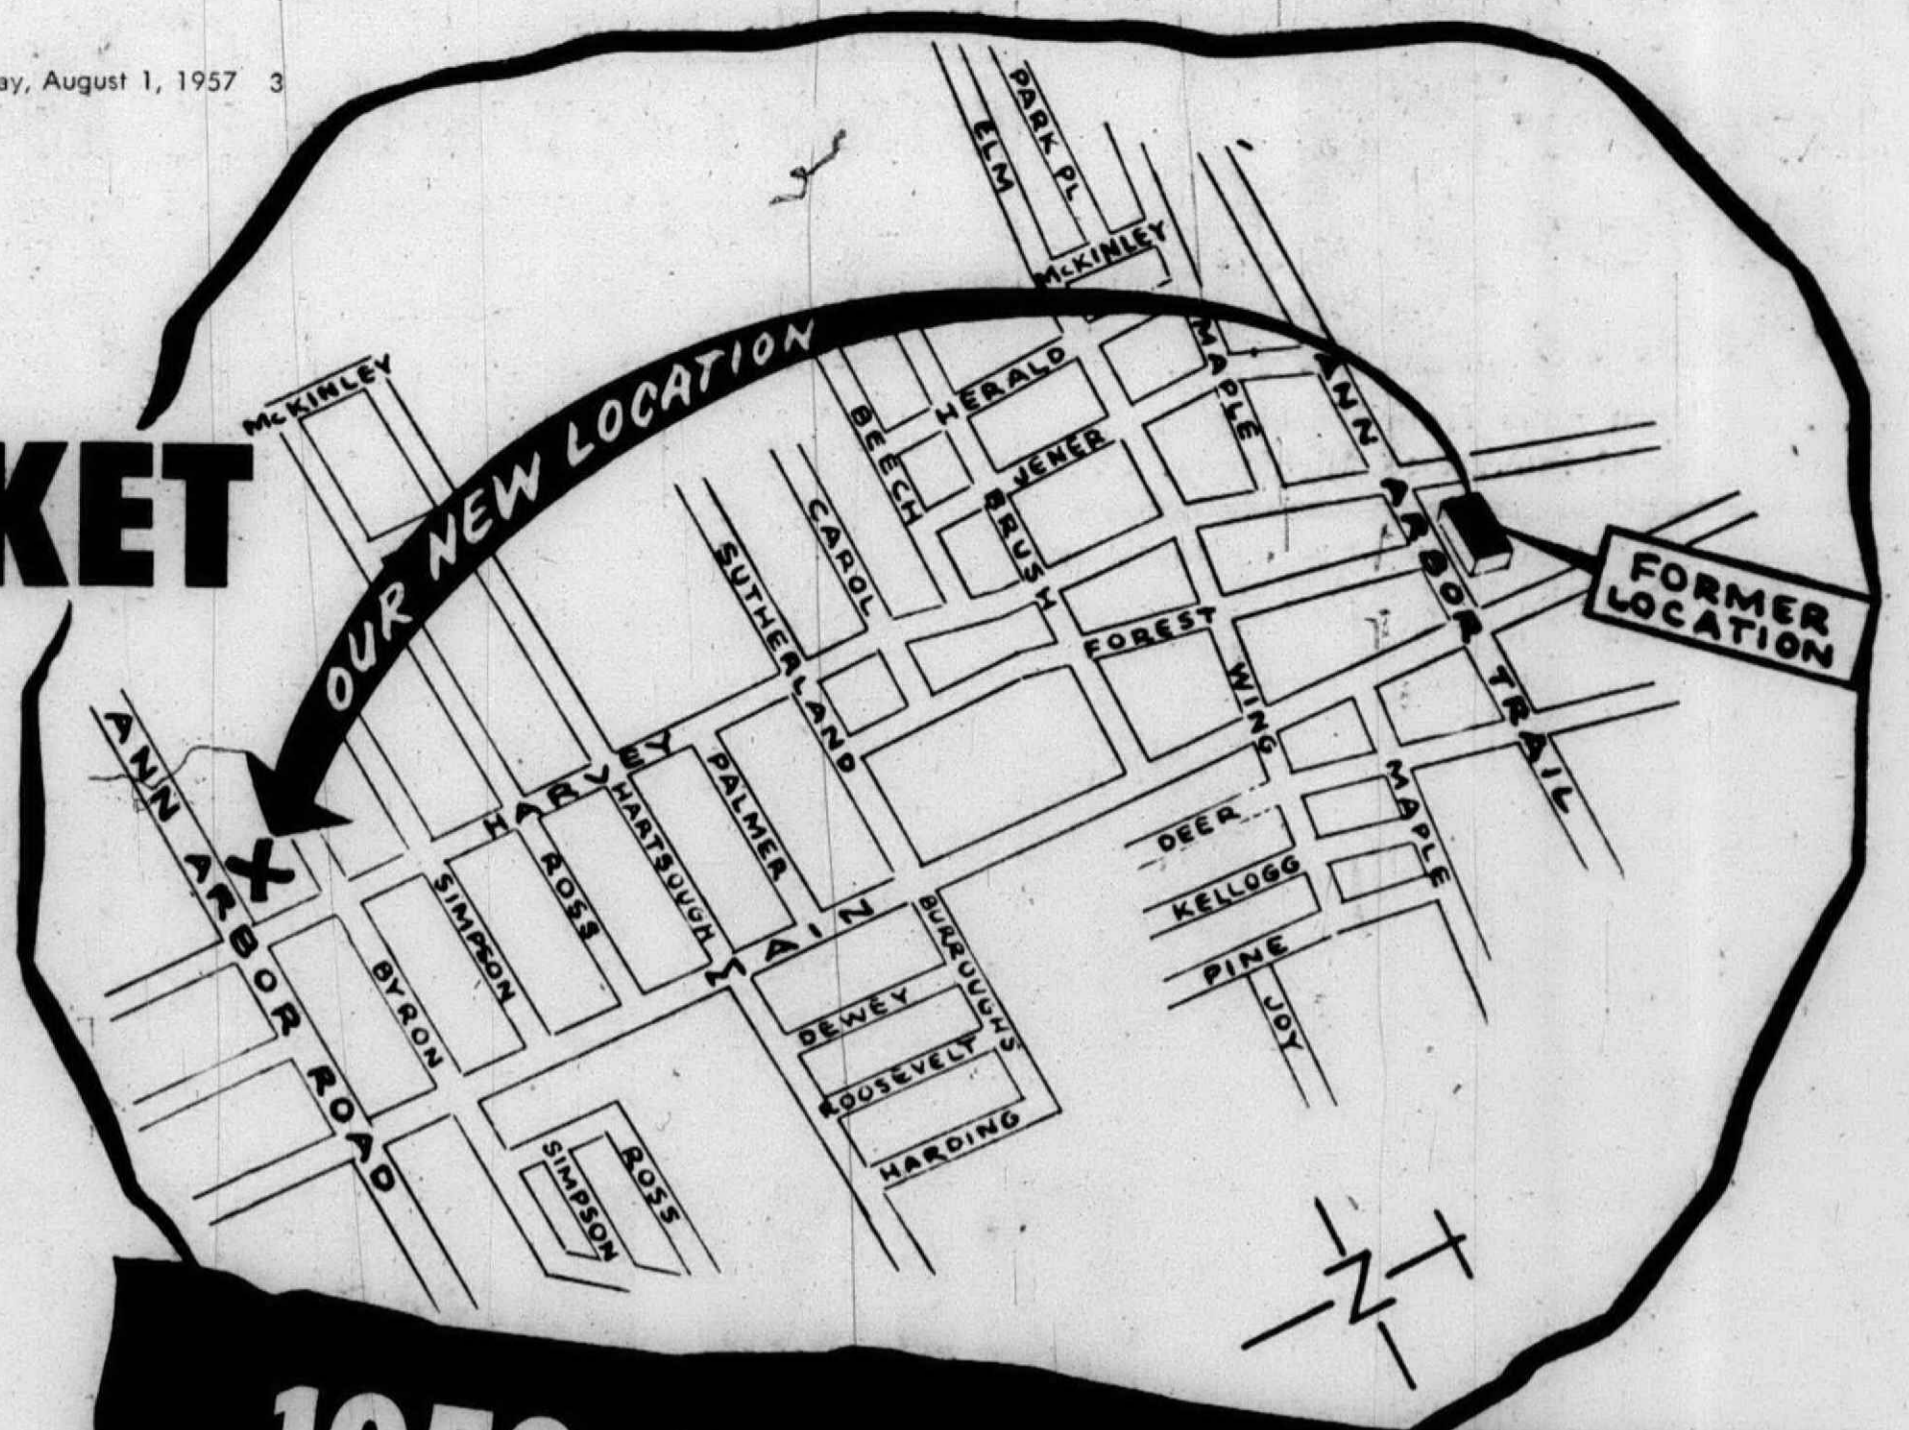 ay, August 1, 1957 3
KET
PARK PL
ELM
McKINLEY
McKINLEY
OUR NEW LOCATION
HERALD
MAPLE
BEECH
JENER
BRUSH
CAROL
SUTHERLAND
ANN ARBOR TRAIL
FORMER
LOCATION
FOREST
WING
HARVEY
PALMER
HARTSOUGH
ROSS
SIMPSON
BYRON
ANN ARBOR ROAD
X
MAIN
BURROUGHS
DEWEY
ROOSEVELT
HARDING
DEER
KELLOGG
PINE
JOY
MAPLE
SIMPSON
ROSS
N